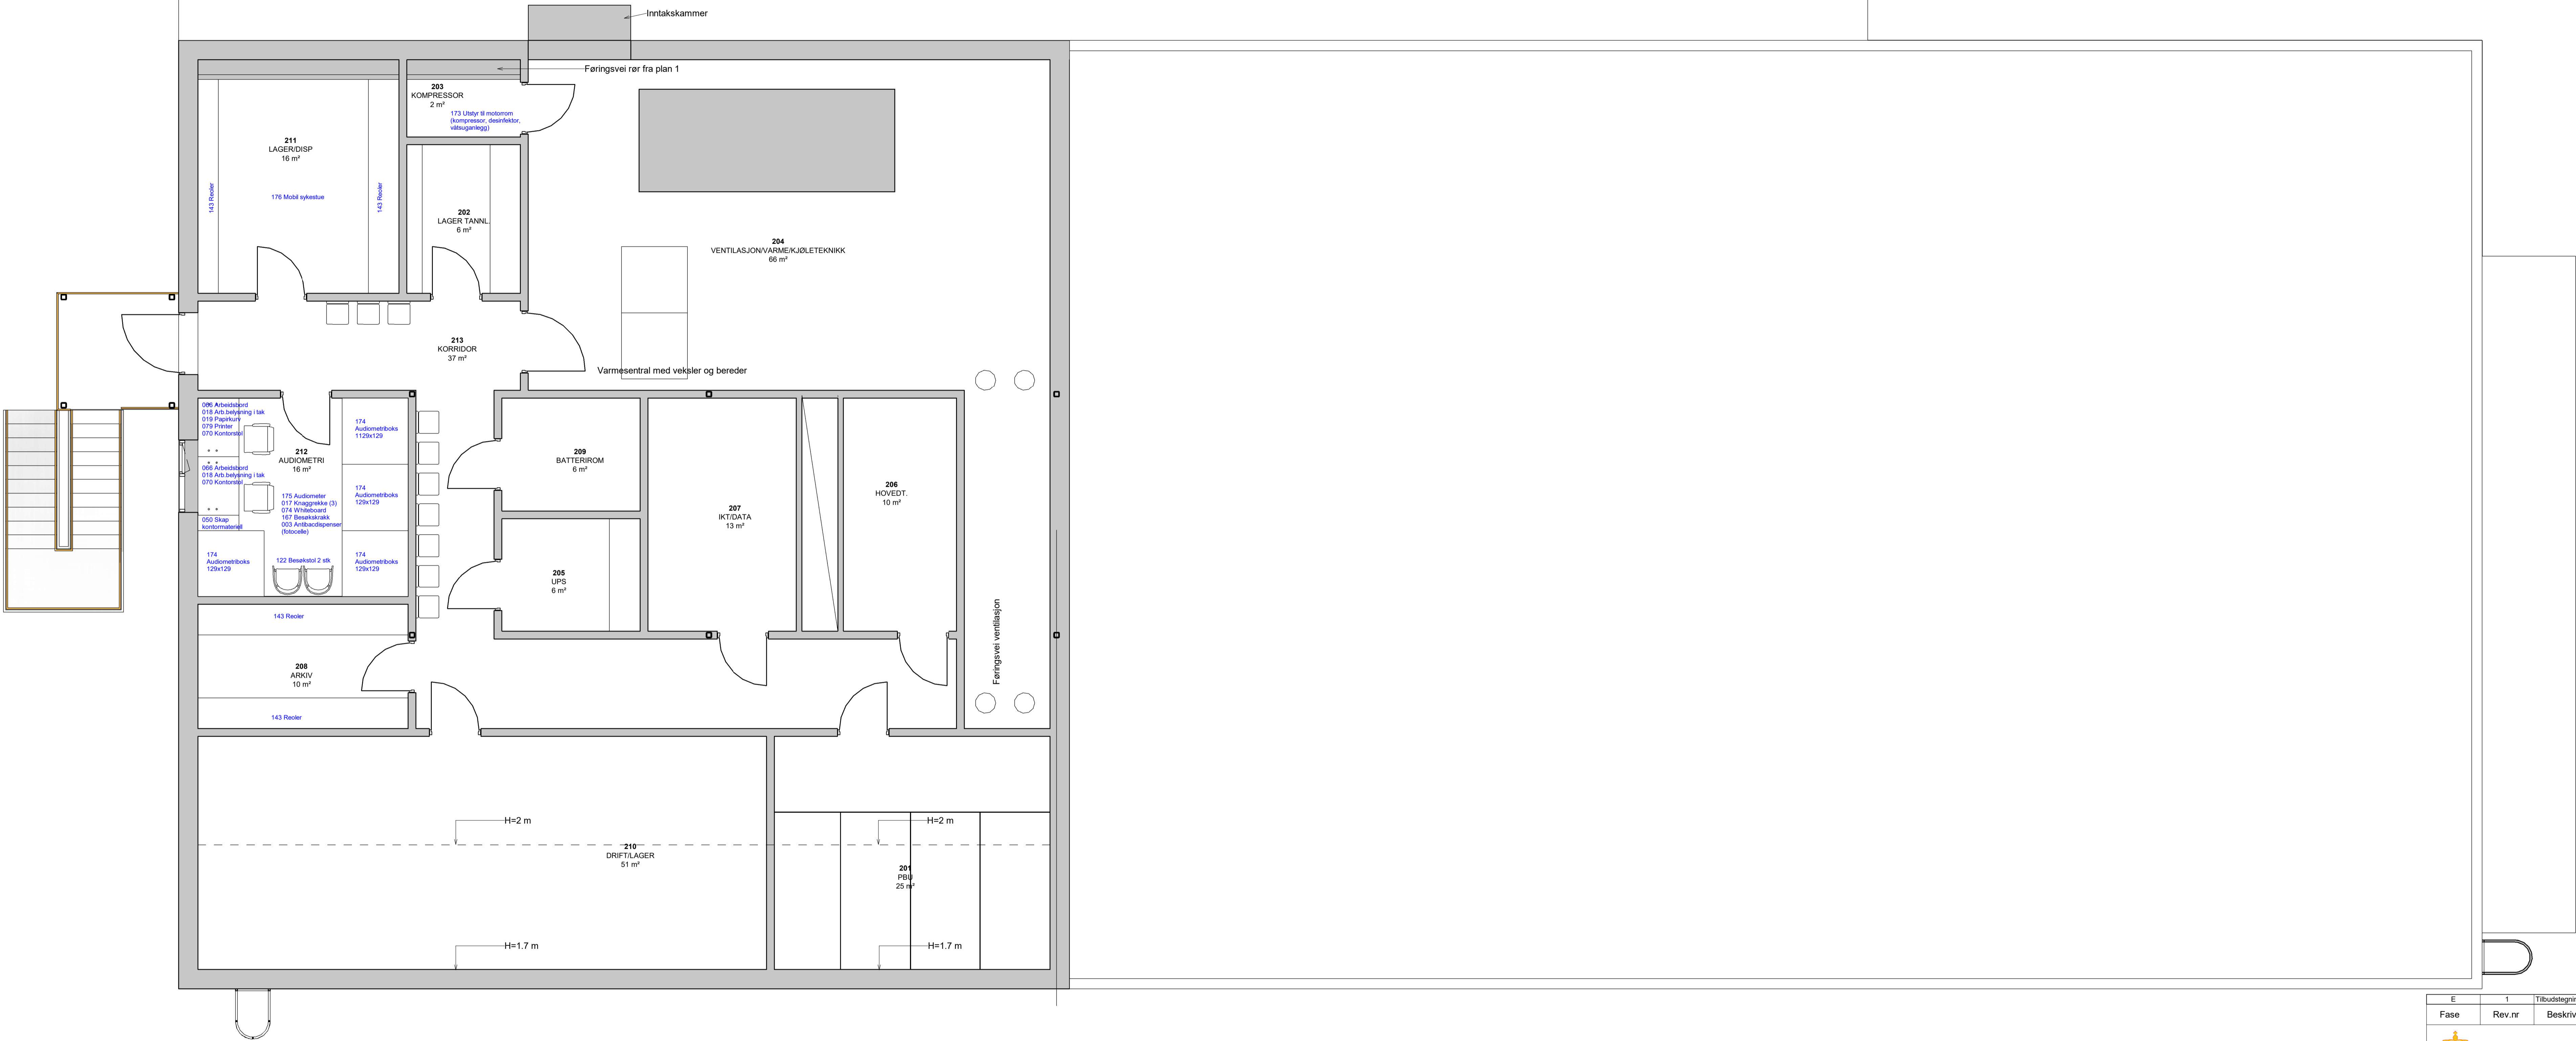 Inntakskammer
Føringsvei rør fra plan 1
203
KOMPRESSOR
2 m²
173 Utstyr til motorrom
(kompressor, desinfektor,
våtsuganlegg)
211
LAGER/DISP
16 m²
143 Reoler
176 Mobil sykestue
143 Reoler
202
LAGER TANNL.
6 m²
204
VENTILASJON/VARME/KJØLETEKNIKK
66 m²
213
KORRIDOR
37 m²
Varmesentral med veksler og bereder
066 Arbeidsbord
018 Arb.belysning i tak
019 Papirkurv
079 Printer
070 Kontorstol
174
Audiometriboks
1129x129
212
AUDIOMETRI
16 m²
066 Arbeidsbord
018 Arb.belysning i tak
070 Kontorstol
175 Audiometer
017 Knaggrekke (3)
074 Whiteboard
167 Besøkskrakk
003 Antibacdispenser
(fotocelle)
174
Audiometriboks
129x129
050 Skap
kontormateriell
174
Audiometriboks
129x129
122 Besøkstol 2 stk
174
Audiometriboks
129x129
209
BATTERIROM
6 m²
205
UPS
6 m²
207
IKT/DATA
13 m²
206
HOVEDT.
10 m²
Føringsvei ventilasjon
143 Reoler
208
ARKIV
10 m²
143 Reoler
H=2 m
H=2 m
210
DRIFT/LAGER
51 m²
201
PBU
25 m²
H=1.7 m
H=1.7 m
E 1 Tilbudstegnin
Fase Rev.nr Beskriv